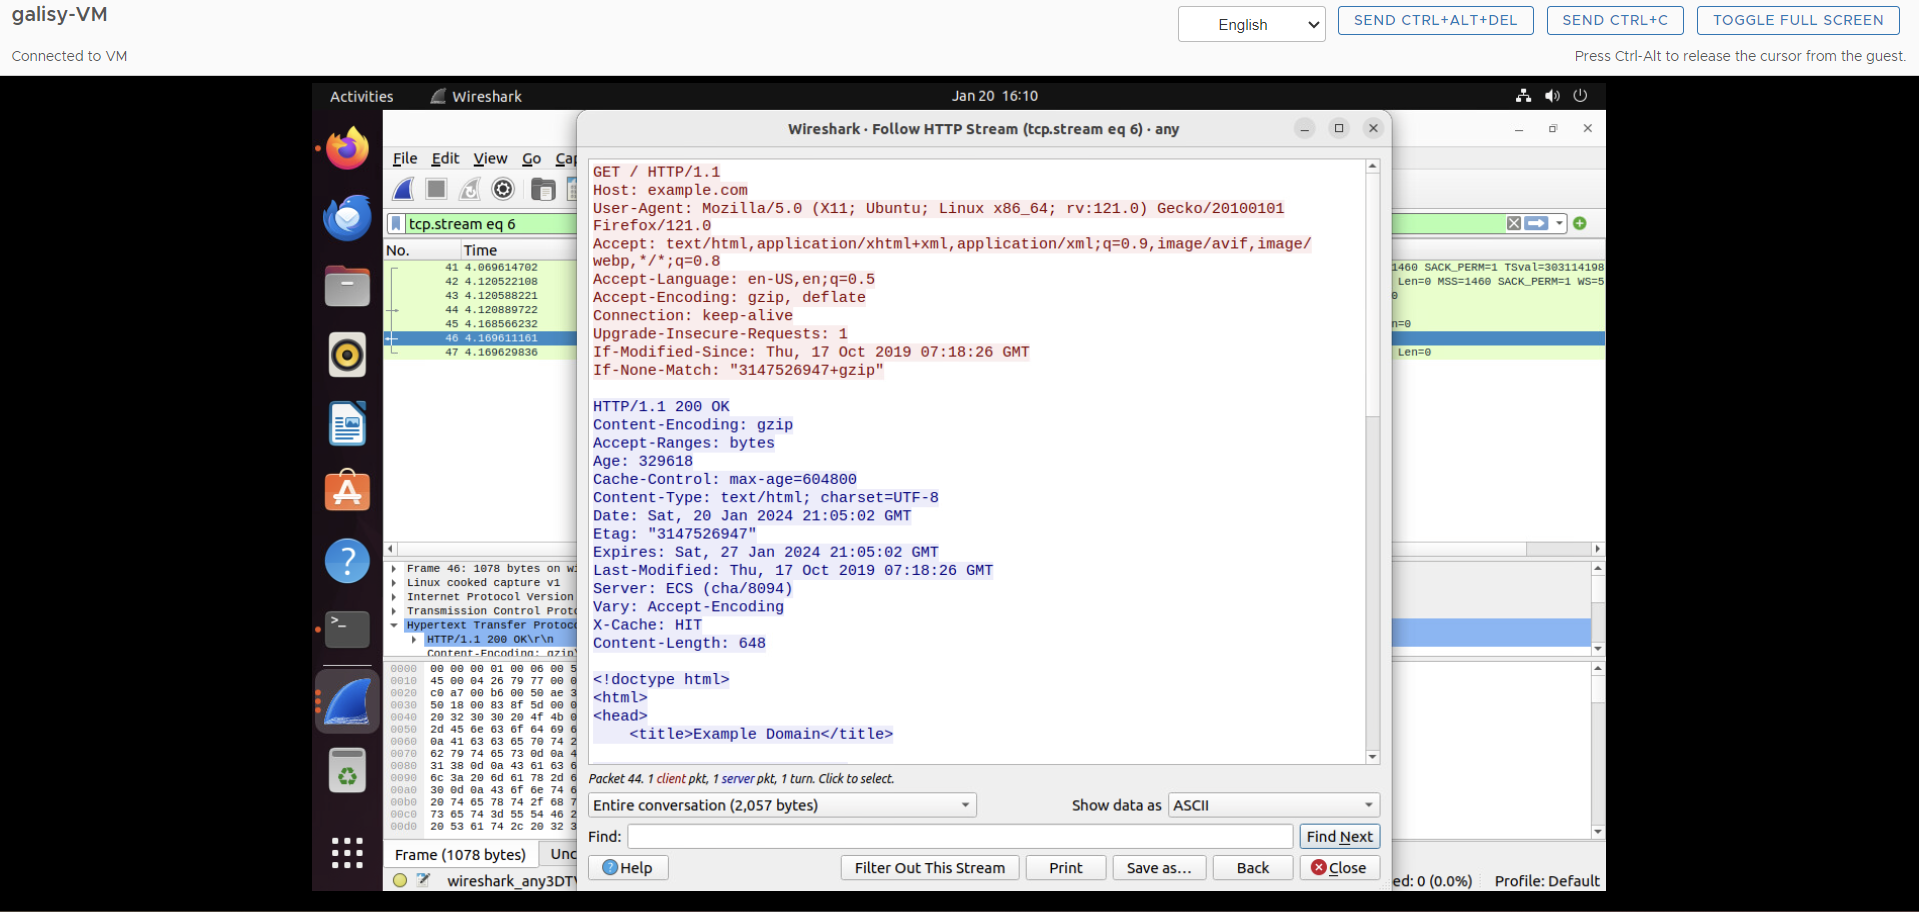 galisy-VM
English
SEND CTRL+ALT+DEL
SEND CTRL+C
TOGGLE FULL SCREEN
Connected to VM
Press Ctrl-Alt to release the cursor from the guest.
Activities
Wireshark
Jan 20 16:10
Wireshark · Follow HTTP Stream (tcp.stream eq 6) · any
File Edit View Go Cap
tcp.stream eq 6
No. Time
41 4.069614702
42 4.120522108
43 4.120588221
44 4.120889722
45 4.168566232
46 4.169611161
47 4.169629836
1460 SACK_PERM=1 TSval=303114198
Len=0 MSS=1460 SACK_PERM=1 WS=5
0
n=0
Len=0
GET / HTTP/1.1
Host: example.com
User-Agent: Mozilla/5.0 (X11; Ubuntu; Linux x86_64; rv:121.0) Gecko/20100101
Firefox/121.0
Accept: text/html,application/xhtml+xml,application/xml;q=0.9,image/avif,image/
webp,*/*;q=0.8
Accept-Language: en-US,en;q=0.5
Accept-Encoding: gzip, deflate
Connection: keep-alive
Upgrade-Insecure-Requests: 1
If-Modified-Since: Thu, 17 Oct 2019 07:18:26 GMT
If-None-Match: "3147526947+gzip"
HTTP/1.1 200 OK
Content-Encoding: gzip
Accept-Ranges: bytes
Age: 329618
Cache-Control: max-age=604800
Content-Type: text/html; charset=UTF-8
Date: Sat, 20 Jan 2024 21:05:02 GMT
Etag: "3147526947"
Expires: Sat, 27 Jan 2024 21:05:02 GMT
Last-Modified: Thu, 17 Oct 2019 07:18:26 GMT
Server: ECS (cha/8094)
Vary: Accept-Encoding
X-Cache: HIT
Content-Length: 648
<!doctype html>
<html>
<head>
<title>Example Domain</title>
Packet 44. 1 client pkt, 1 server pkt, 1 turn. Click to select.
Entire conversation (2,057 bytes)
Show data as ASCII
Find:
Find Next
Help
Filter Out This Stream
Print
Save as…
Back
Close
Frame 46: 1078 bytes on wi
Linux cooked capture v1
Internet Protocol Version
Transmission Control Proto
Hypertext Transfer Protoco
HTTP/1.1 200 OK\r\n
Content-Encoding: gzip\
0000 00 00 00 01 00 06 00 5
0010 45 00 04 26 79 77 00 0
0020 c0 a7 00 b6 00 50 ae 3
0030 50 18 00 83 8f 5d 00 0
0040 20 32 30 30 20 4f 4b 0
0050 2d 45 6e 63 6f 64 69 6
0060 0a 41 63 63 65 70 74 2
0070 62 79 74 65 73 0d 0a 4
0080 31 38 0d 0a 43 61 63 6
0090 6c 3a 20 6d 61 78 2d 6
00a0 30 0d 0a 43 6f 6e 74 6
00b0 20 74 65 78 74 2f 68 7
00c0 73 65 74 3d 55 54 46 2
00d0 20 53 61 74 2c 20 32 3
Frame (1078 bytes)
Unc
wireshark_any3DTV
ed: 0 (0.0%)
Profile: Default